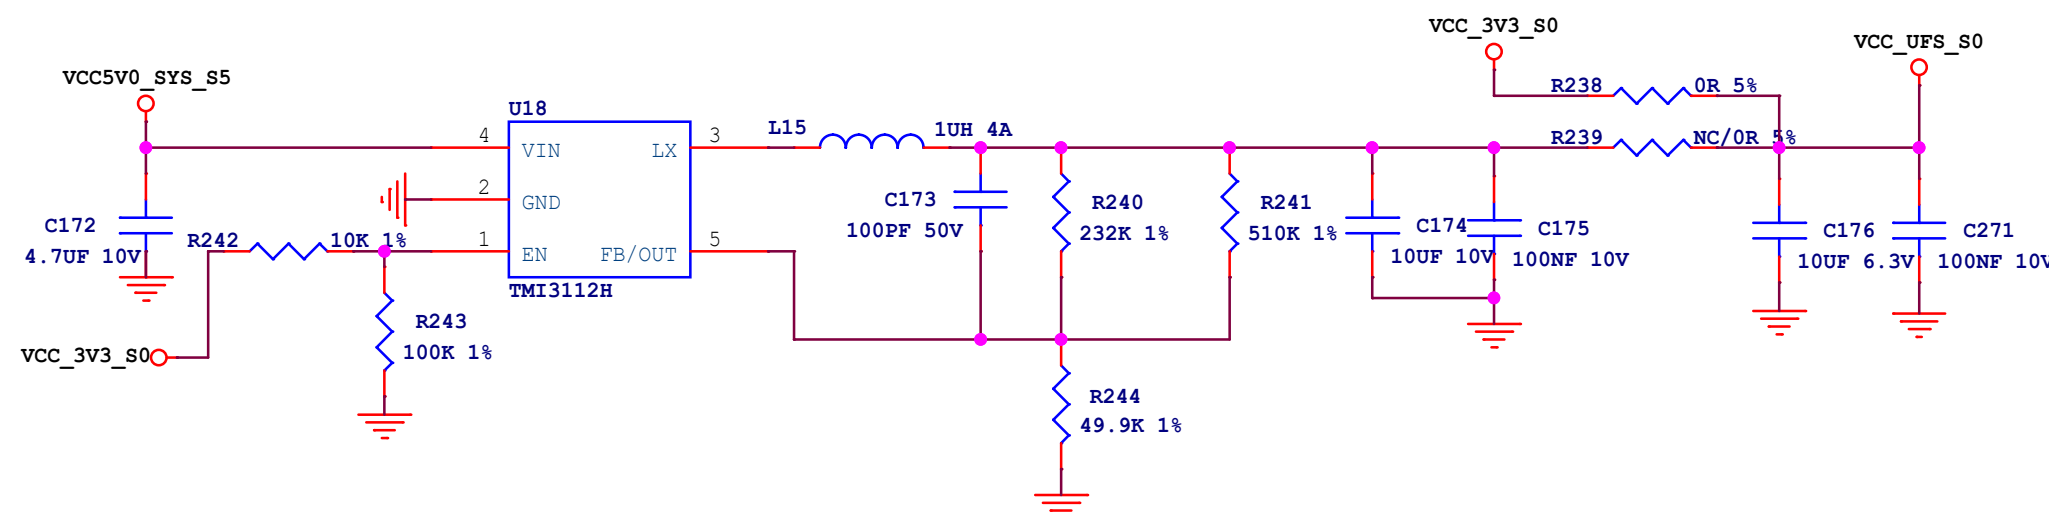 VCC_3V3_S0
VCC_UFS_S0
VCC5V0_SYS_S5
R238 0R 5%
U18
L15 1UH 4A
4 VIN LX 3
R239 NC/0R 5%
2 GND
C173
100PF 50V
R240
232K 1%
R241
510K 1%
C172
4.7UF 10V
R242 10K 1%
1 EN FB/OUT 5
TMI3112H
C174
10UF 10V
C175
100NF 10V
C176
10UF 6.3V
C271
100NF 10V
R243
100K 1%
VCC_3V3_S0
R244
49.9K 1%